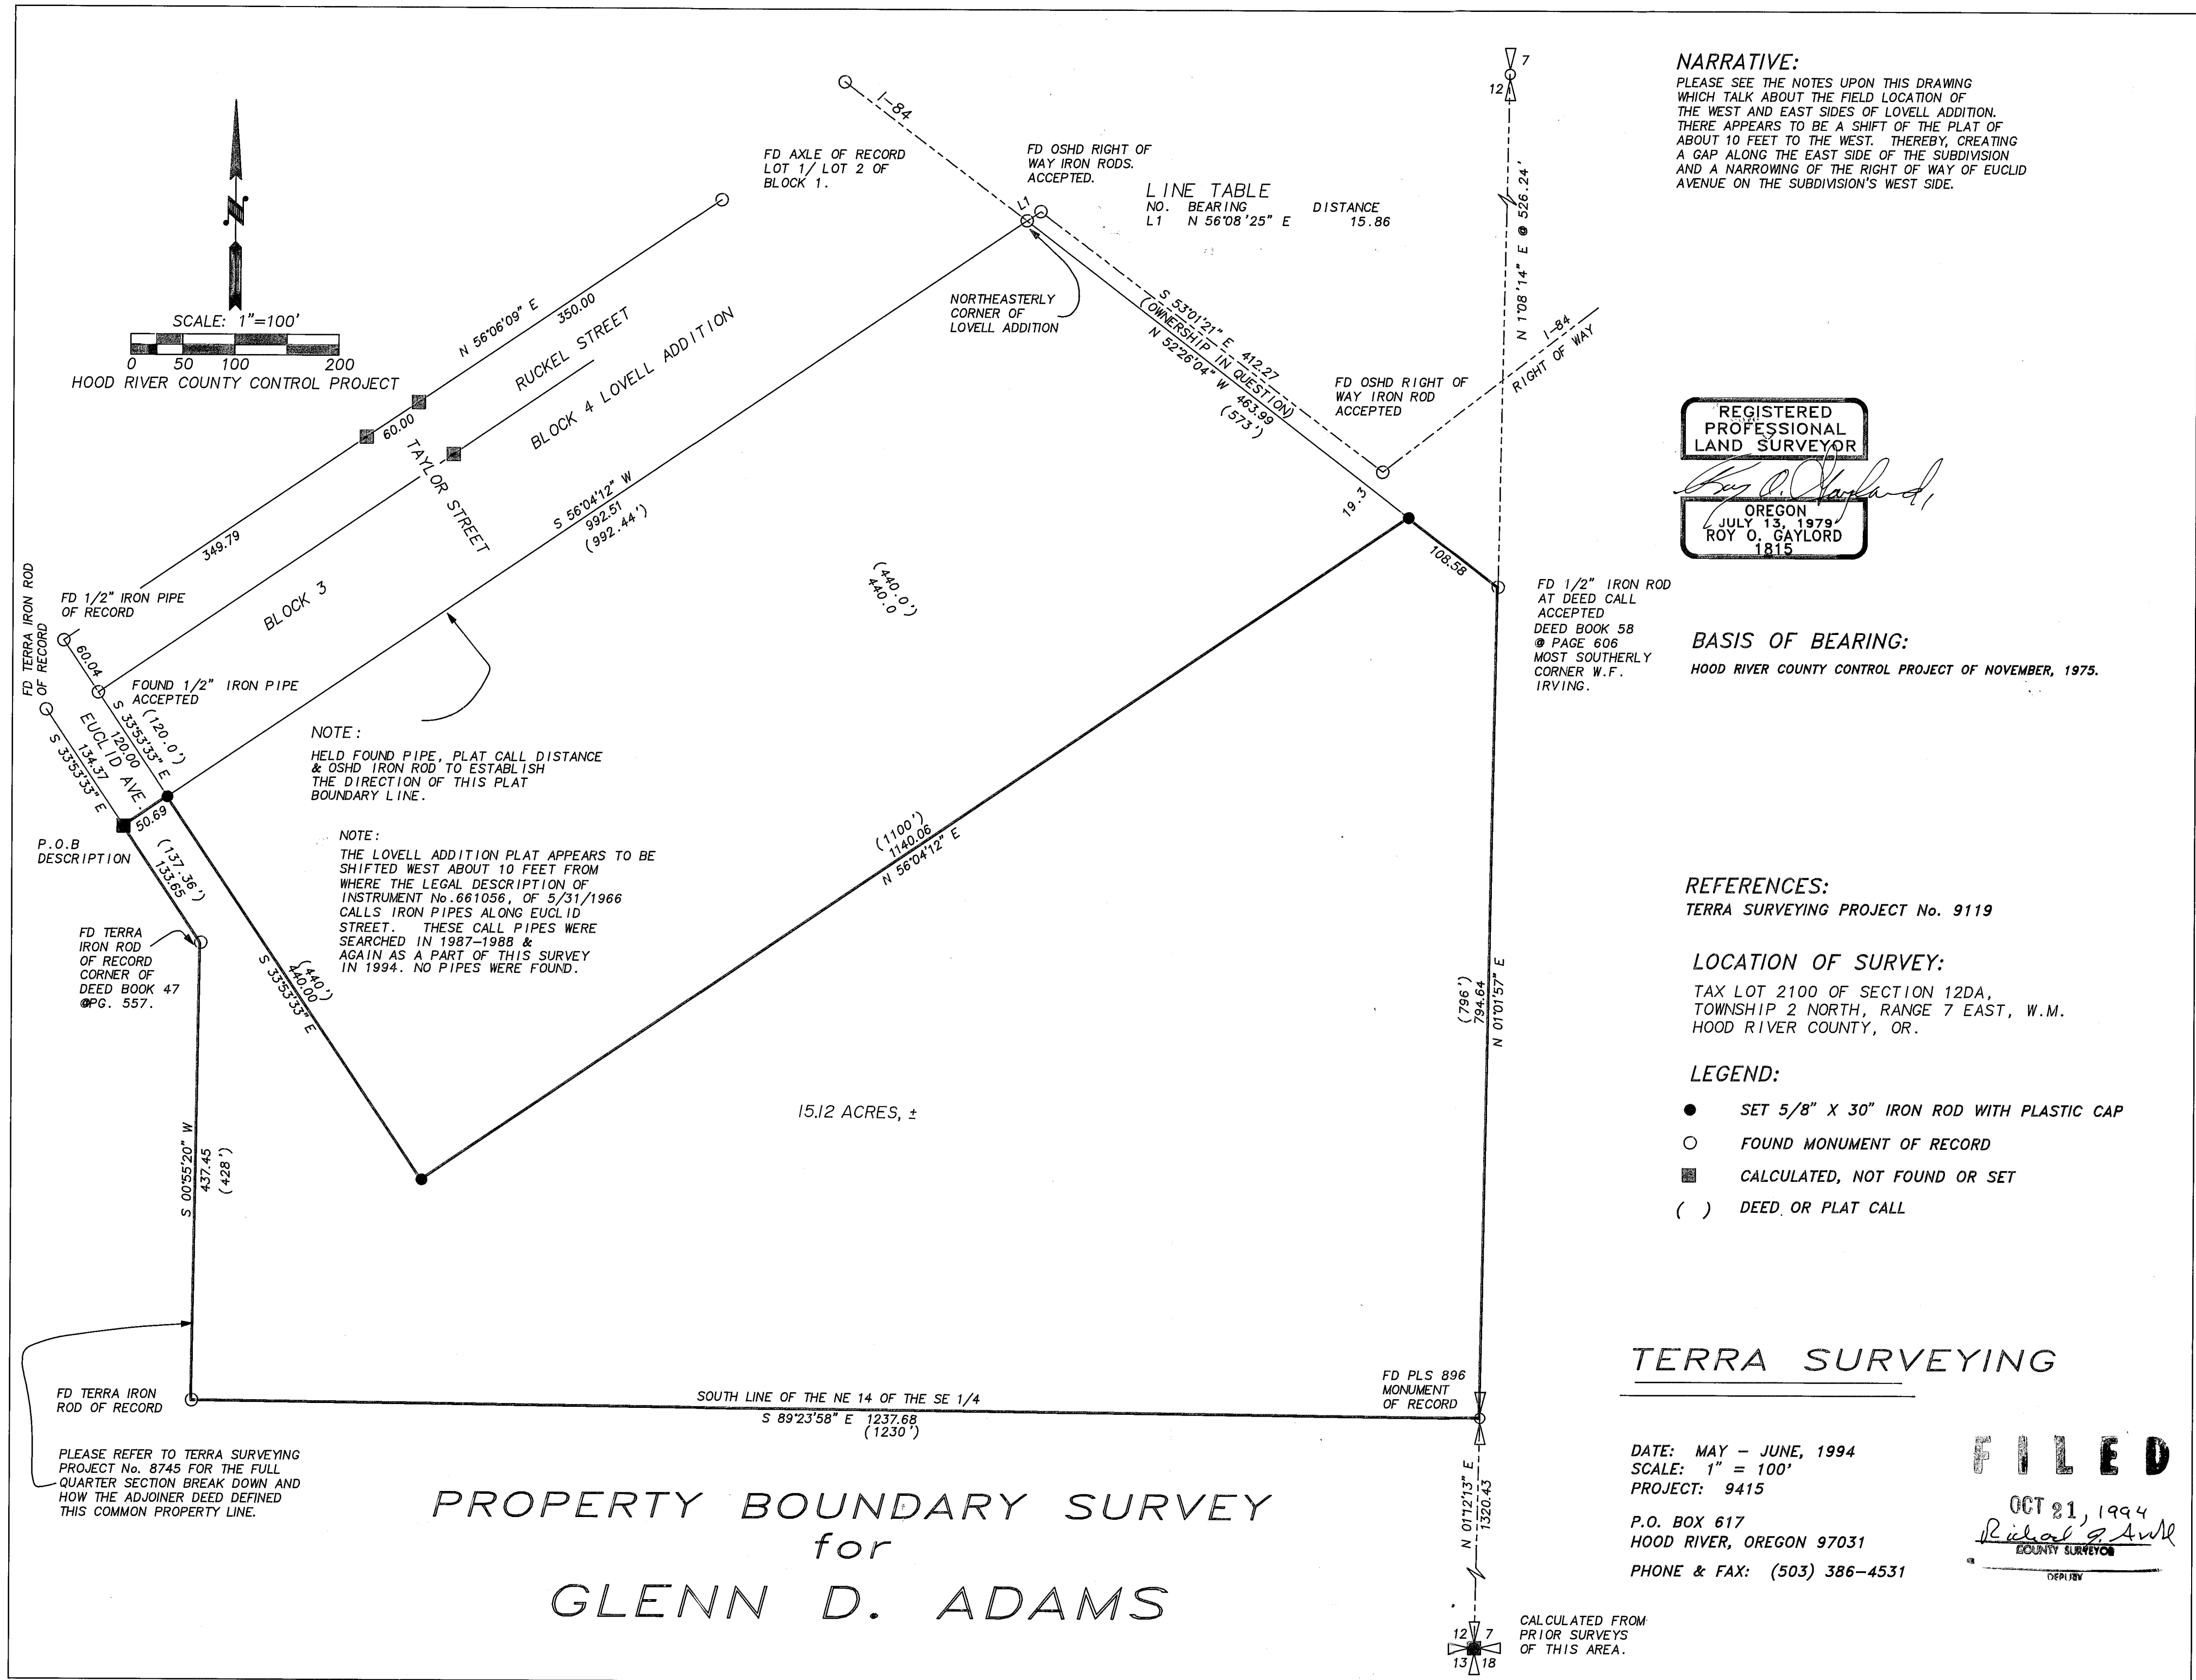 NARRATIVE:
PLEASE SEE THE NOTES UPON THIS DRAWING
WHICH TALK ABOUT THE FIELD LOCATION OF
THE WEST AND EAST SIDES OF LOVELL ADDITION.
THERE APPEARS TO BE A SHIFT OF THE PLAT OF
ABOUT 10 FEET TO THE WEST. THEREBY, CREATING
A GAP ALONG THE EAST SIDE OF THE SUBDIVISION
AND A NARROWING OF THE RIGHT OF WAY OF EUCLID
AVENUE ON THE SUBDIVISION'S WEST SIDE.
N
SCALE: 1"=100'
0 50 100 200
HOOD RIVER COUNTY CONTROL PROJECT
I-84
FD AXLE OF RECORD
LOT 1/ LOT 2 OF
BLOCK 1.
FD OSHD RIGHT OF
WAY IRON RODS.
ACCEPTED.
L1
LINE TABLE
NO. BEARING DISTANCE
L1 N 56°08'25" E 15.86
7
12
N 1°08'14" E @ 526.24'
NORTHEASTERLY
CORNER OF
LOVELL ADDITION
S 53°01'21" E 412.27
(OWNERSHIP IN QUESTION)
N 52°26'04" W 463.99
(573')
I-84
RIGHT OF WAY
FD OSHD RIGHT OF
WAY IRON ROD
ACCEPTED
19.3
108.58
N 56°06'09" E
350.00
RUCKEL STREET
60.00
BLOCK 4 LOVELL ADDITION
TAYLOR STREET
349.79
S 56°04'12" W
992.51
(992.44')
BLOCK 3
(440.0')
440.0
FD 1/2" IRON ROD
AT DEED CALL
ACCEPTED
DEED BOOK 58
@ PAGE 606
MOST SOUTHERLY
CORNER W.F.
IRVING.
FD TERRA IRON ROD
OF RECORD
FD 1/2" IRON PIPE
OF RECORD
60.04
FOUND 1/2" IRON PIPE
ACCEPTED
(120.0')
S 33°53'33" E
120.00
EUCLID AVE.
134.37
S 33°53'33" E
50.69
P.O.B
DESCRIPTION
(137.36')
133.65
NOTE:
HELD FOUND PIPE, PLAT CALL DISTANCE
& OSHD IRON ROD TO ESTABLISH
THE DIRECTION OF THIS PLAT
BOUNDARY LINE.
NOTE:
THE LOVELL ADDITION PLAT APPEARS TO BE
SHIFTED WEST ABOUT 10 FEET FROM
WHERE THE LEGAL DESCRIPTION OF
INSTRUMENT No.661056, OF 5/31/1966
CALLS IRON PIPES ALONG EUCLID
STREET. THESE CALL PIPES WERE
SEARCHED IN 1987-1988 &
AGAIN AS A PART OF THIS SURVEY
IN 1994. NO PIPES WERE FOUND.
FD TERRA
IRON ROD
OF RECORD
CORNER OF
DEED BOOK 47
@PG. 557.
(440')
440.00
S 33°53'33" E
(1100')
1140.06
N 56°04'12" E
(796')
794.64
N 01°01'57" E
15.12 ACRES, ±
S 00°55'20" W
437.45
(428')
FD TERRA IRON
ROD OF RECORD
SOUTH LINE OF THE NE 14 OF THE SE 1/4
S 89°23'58" E 1237.68
(1230')
FD PLS 896
MONUMENT
OF RECORD
PLEASE REFER TO TERRA SURVEYING
PROJECT No. 8745 FOR THE FULL
QUARTER SECTION BREAK DOWN AND
HOW THE ADJOINER DEED DEFINED
THIS COMMON PROPERTY LINE.
N 01°12'13" E
1320.43
12 7
13 18
CALCULATED FROM
PRIOR SURVEYS
OF THIS AREA.
PROPERTY BOUNDARY SURVEY
for
GLENN D. ADAMS
REGISTERED
PROFESSIONAL
LAND SURVEYOR
Roy O. Gaylord,
OREGON
JULY 13, 1979
ROY O. GAYLORD
1815
BASIS OF BEARING:
HOOD RIVER COUNTY CONTROL PROJECT OF NOVEMBER, 1975.
REFERENCES:
TERRA SURVEYING PROJECT No. 9119
LOCATION OF SURVEY:
TAX LOT 2100 OF SECTION 12DA,
TOWNSHIP 2 NORTH, RANGE 7 EAST, W.M.
HOOD RIVER COUNTY, OR.
LEGEND:
SET 5/8" X 30" IRON ROD WITH PLASTIC CAP
FOUND MONUMENT OF RECORD
CALCULATED, NOT FOUND OR SET
( ) DEED OR PLAT CALL
TERRA SURVEYING
DATE: MAY - JUNE, 1994
SCALE: 1" = 100'
PROJECT: 9415
P.O. BOX 617
HOOD RIVER, OREGON 97031
PHONE & FAX: (503) 386-4531
FILED
OCT 21, 1994
Richard
COUNTY SURVEYOR
DEPUTY